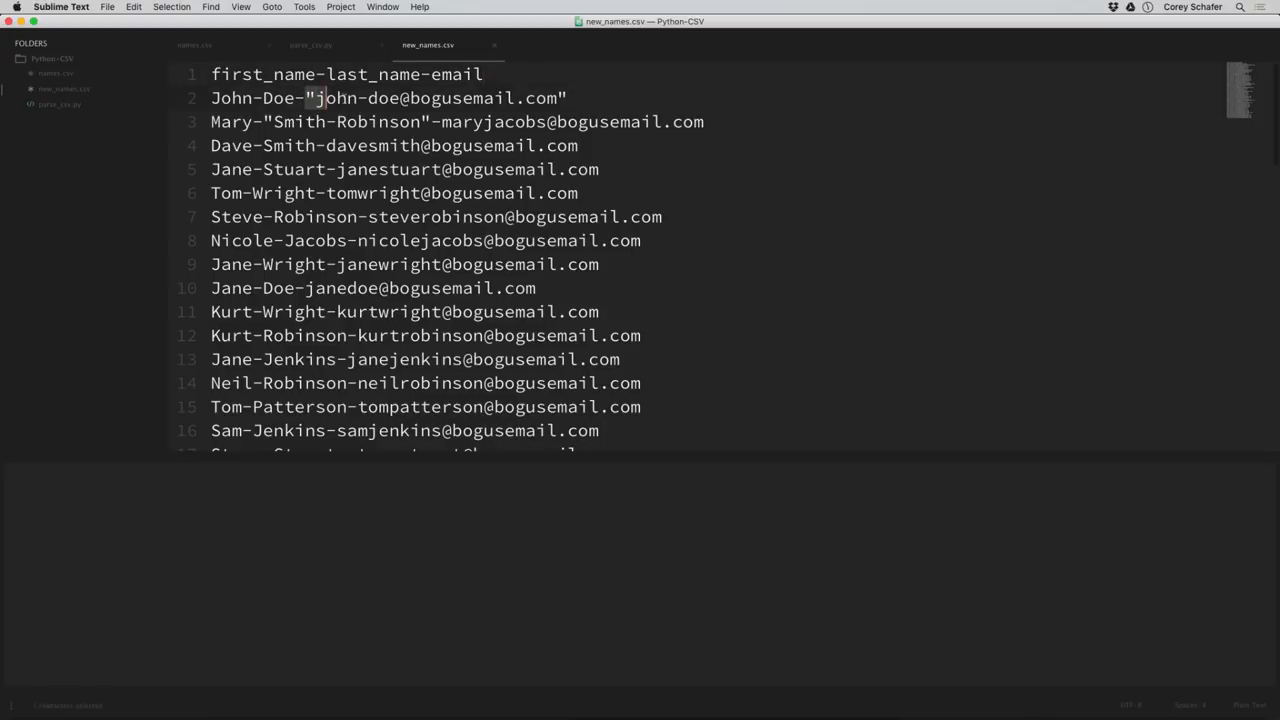 Sublime Text File Edit Selection Find View Goto Tools Project Window Help Corey Schafer
new_names.csv — Python-CSV
FOLDERS
Python-CSV
names.csv
new_names.csv
parse_csv.py
names.csv parse_csv.py new_names.csv
1 first_name-last_name-email
2 John-Doe-"john-doe@bogusemail.com"
3 Mary-"Smith-Robinson"-maryjacobs@bogusemail.com
4 Dave-Smith-davesmith@bogusemail.com
5 Jane-Stuart-janestuart@bogusemail.com
6 Tom-Wright-tomwright@bogusemail.com
7 Steve-Robinson-steverobinson@bogusemail.com
8 Nicole-Jacobs-nicolejacobs@bogusemail.com
9 Jane-Wright-janewright@bogusemail.com
10 Jane-Doe-janedoe@bogusemail.com
11 Kurt-Wright-kurtwright@bogusemail.com
12 Kurt-Robinson-kurtrobinson@bogusemail.com
13 Jane-Jenkins-janejenkins@bogusemail.com
14 Neil-Robinson-neilrobinson@bogusemail.com
15 Tom-Patterson-tompatterson@bogusemail.com
16 Sam-Jenkins-samjenkins@bogusemail.com
UTF-8 Spaces: 4 Plain Text